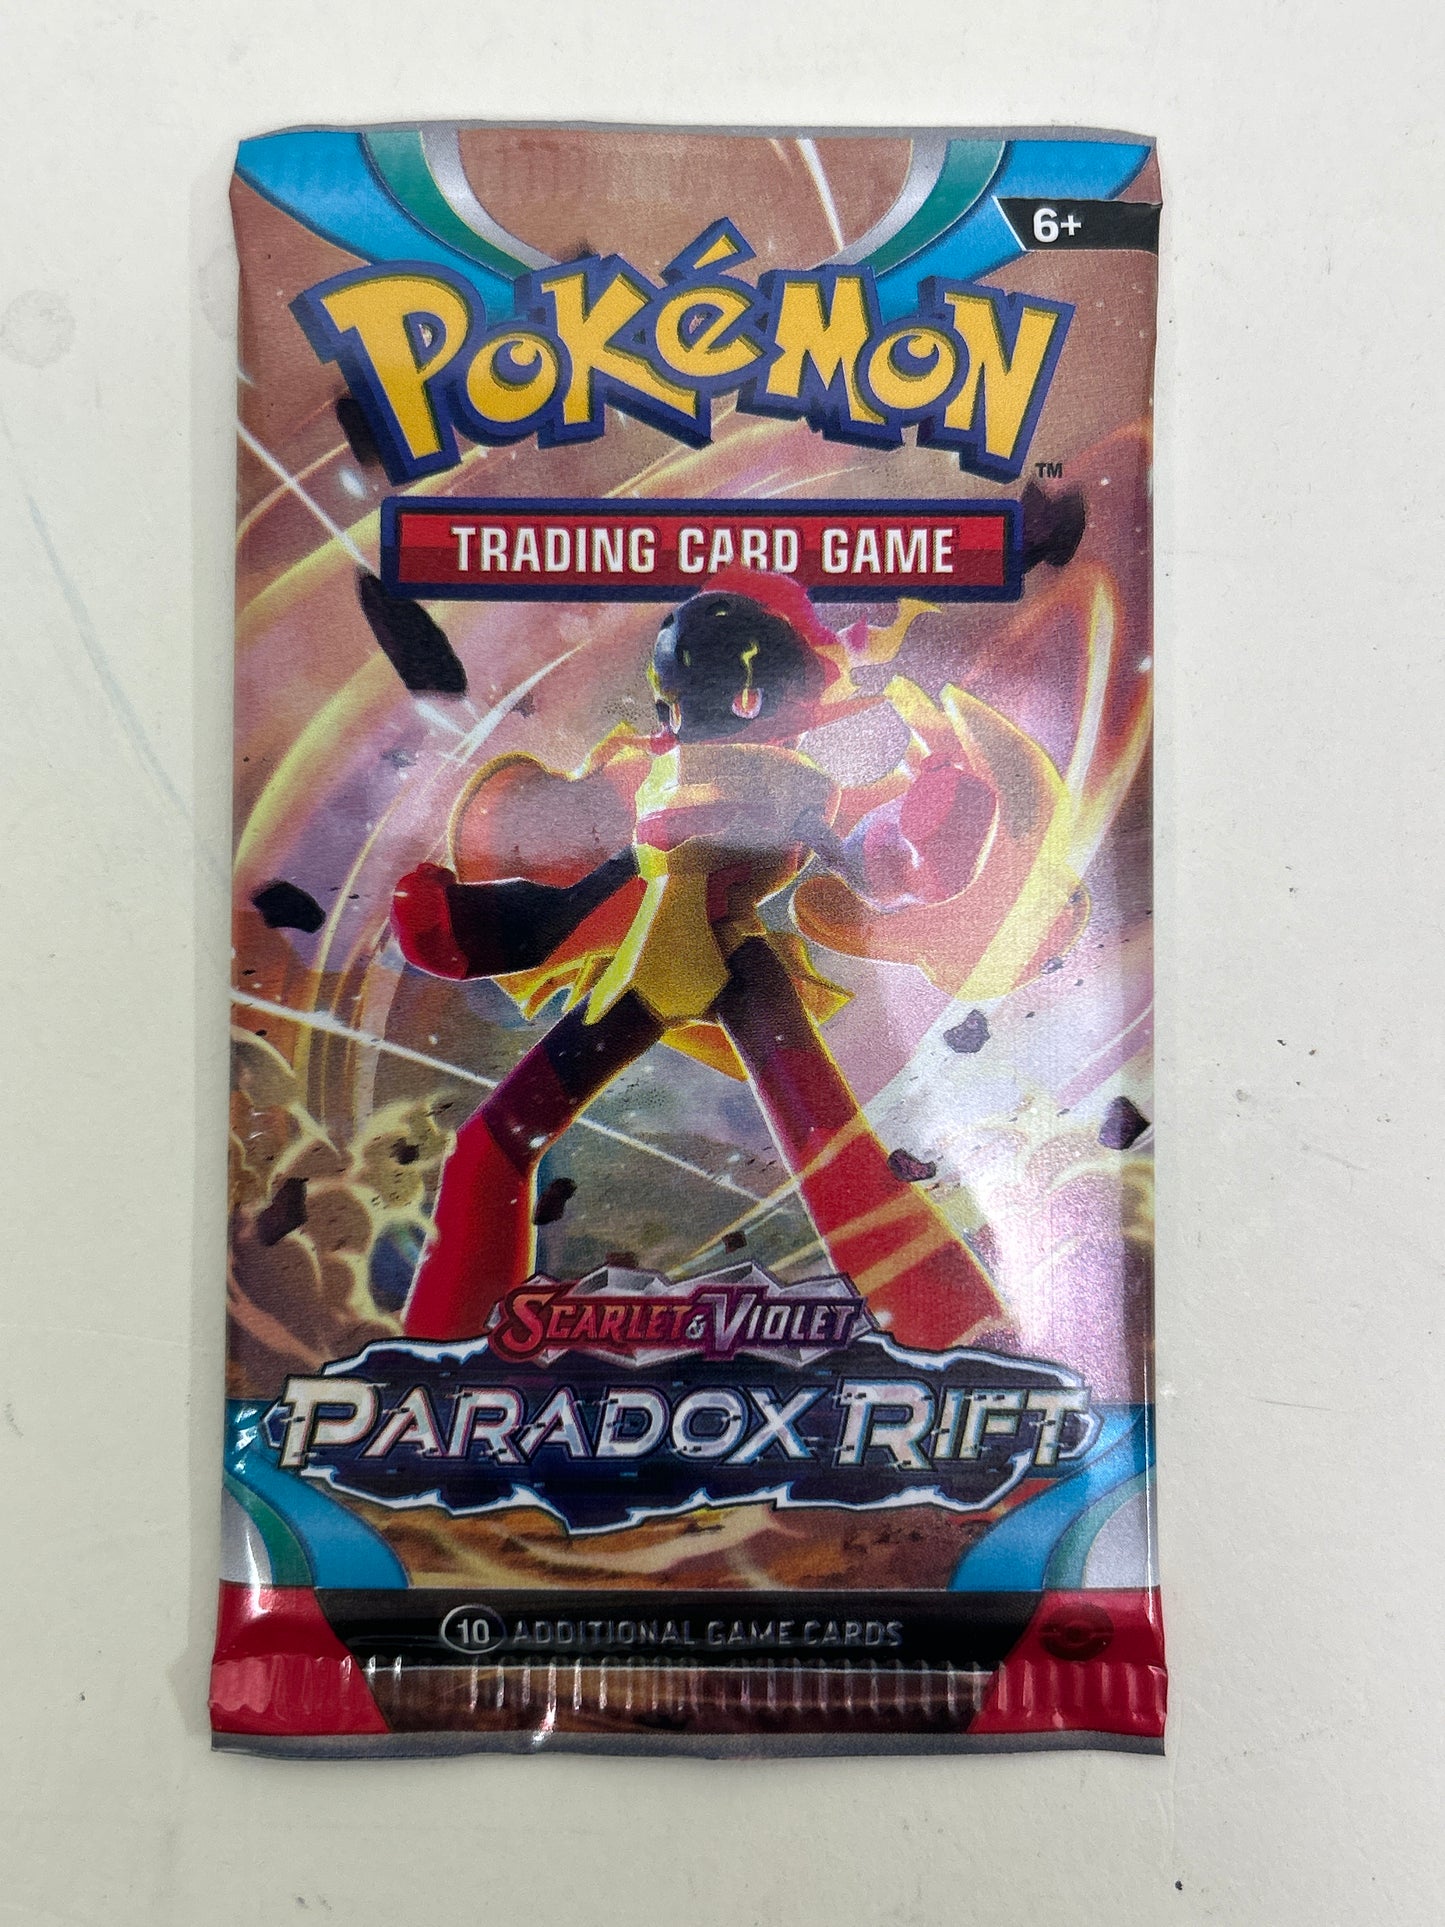 6+
POKéMON
TM
TRADING CARD GAME
SCARLET & VIOLET
PARADOX RIFT
10 ADDITIONAL GAME CARDS